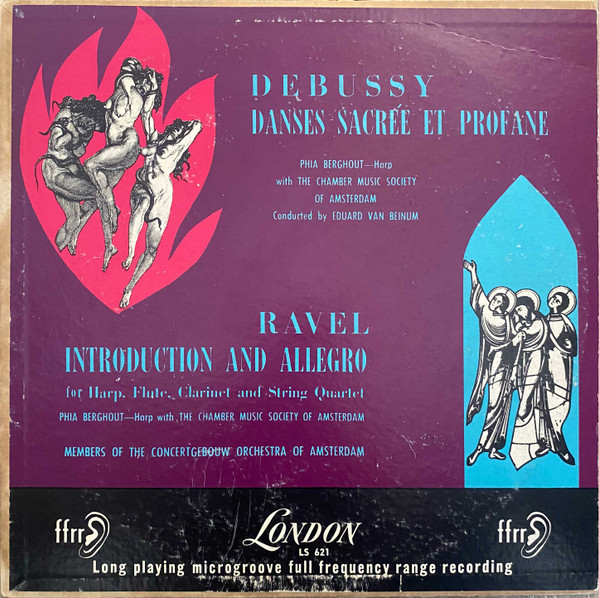 DEBUSSY
DANSES SACRÉE ET PROFANE
PHIA BERGHOUT—Harp
with THE CHAMBER MUSIC SOCIETY
OF AMSTERDAM
Conducted by EDUARD VAN BEINUM
RAVEL
INTRODUCTION AND ALLEGRO
for Harp, Flute, Clarinet and String Quartet
PHIA BERGHOUT—Harp with THE CHAMBER MUSIC SOCIETY OF AMSTERDAM
MEMBERS OF THE CONCERTGEBOUW ORCHESTRA OF AMSTERDAM
ffrr LONDON ffrr
LS 621
Long playing microgroove full frequency range recording